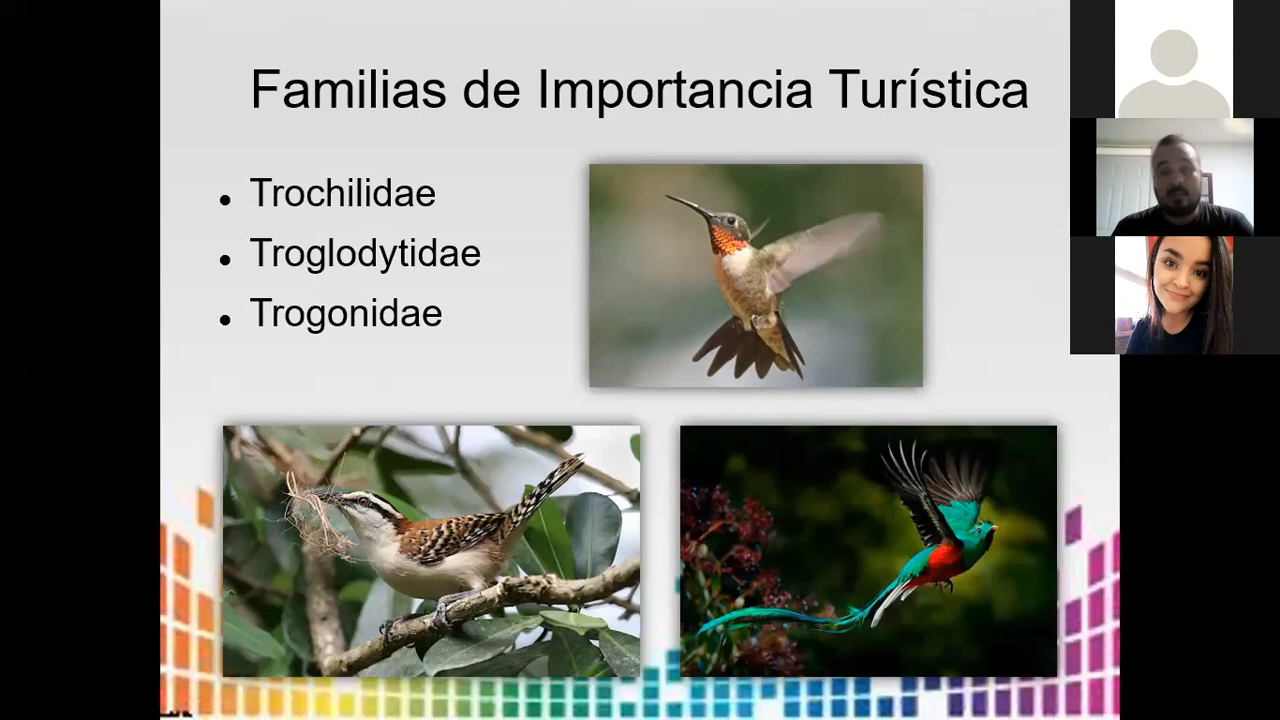 Familias de Importancia Turística
Trochilidae
Troglodytidae
Trogonidae